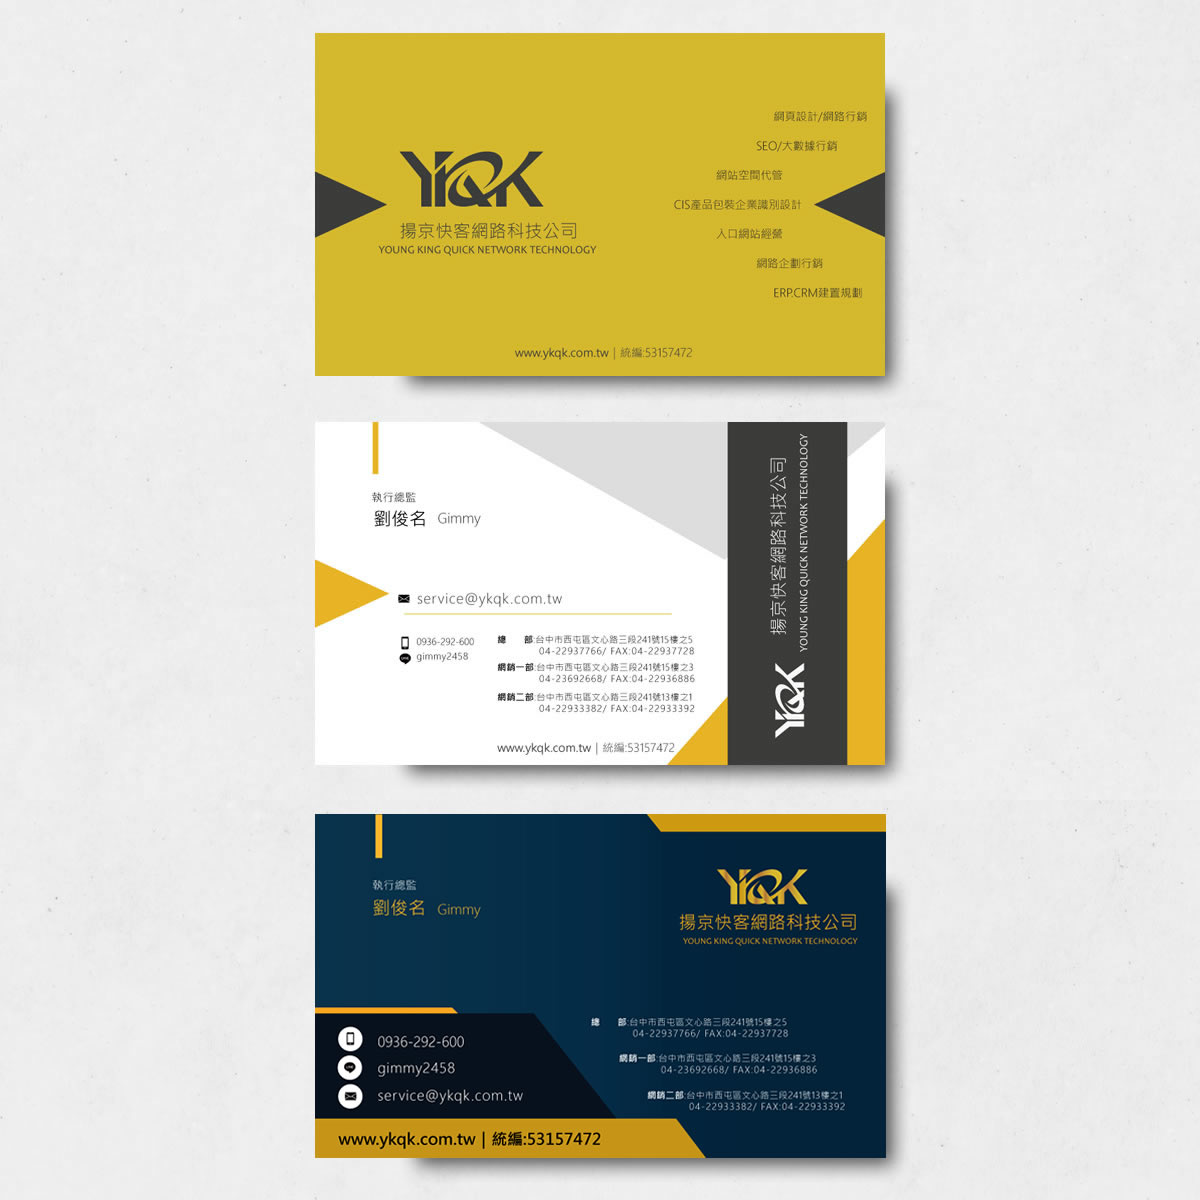 YKQK
揚京快客網路科技公司
YOUNG KING QUICK NETWORK TECHNOLOGY
網頁設計/網路行銷
SEO/大數據行銷
網站空間代管
CIS產品包裝企業識別設計
入口網站經營
網路企劃行銷
ERP.CRM建置規劃
www.ykqk.com.tw | 統編:53157472
執行總監
劉俊名 Gimmy
service@ykqk.com.tw
0936-292-600
gimmy2458
總 部:台中市西屯區文心路三段241號15樓之5
04-22937766/ FAX:04-22937728
網銷一部:台中市西屯區文心路三段241號15樓之3
04-23692668/ FAX:04-22936886
網銷二部:台中市西屯區文心路三段241號13樓之1
04-22933382/ FAX:04-22933392
www.ykqk.com.tw | 統編:53157472
揚京快客網路科技公司
YOUNG KING QUICK NETWORK TECHNOLOGY
YKQK
執行總監
劉俊名 Gimmy
YKQK
揚京快客網路科技公司
YOUNG KING QUICK NETWORK TECHNOLOGY
0936-292-600
gimmy2458
service@ykqk.com.tw
www.ykqk.com.tw | 統編:53157472
總 部:台中市西屯區文心路三段241號15樓之5
04-22937766/ FAX:04-22937728
網銷一部:台中市西屯區文心路三段241號15樓之3
04-23692668/ FAX:04-22936886
網銷二部:台中市西屯區文心路三段241號13樓之1
04-22933382/ FAX:04-22933392